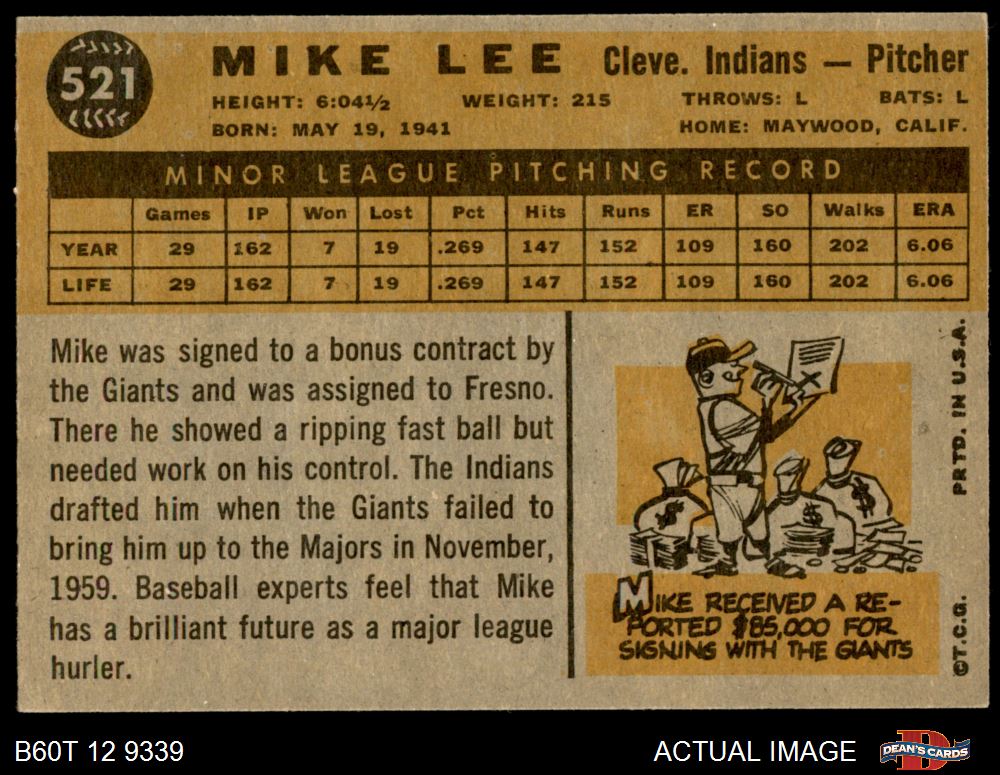 521
MIKE LEE Cleve. Indians — Pitcher
HEIGHT: 6:04½ WEIGHT: 215 THROWS: L BATS: L
BORN: MAY 19, 1941 HOME: MAYWOOD, CALIF.
MINOR LEAGUE PITCHING RECORD
Games IP Won Lost Pct Hits Runs ER SO Walks ERA
YEAR 29 162 7 19 .269 147 152 109 160 202 6.06
LIFE 29 162 7 19 .269 147 152 109 160 202 6.06
Mike was signed to a bonus contract by
the Giants and was assigned to Fresno.
There he showed a ripping fast ball but
needed work on his control. The Indians
drafted him when the Giants failed to
bring him up to the Majors in November,
1959. Baseball experts feel that Mike
has a brilliant future as a major league
hurler.
X
$
$
$
MIKE RECEIVED A RE-
PORTED $85,000 FOR
SIGNING WITH THE GIANTS
©T.C.G. PRTD. IN U.S.A.
B60T 12 9339 ACTUAL IMAGE
D
DEAN'S CARDS